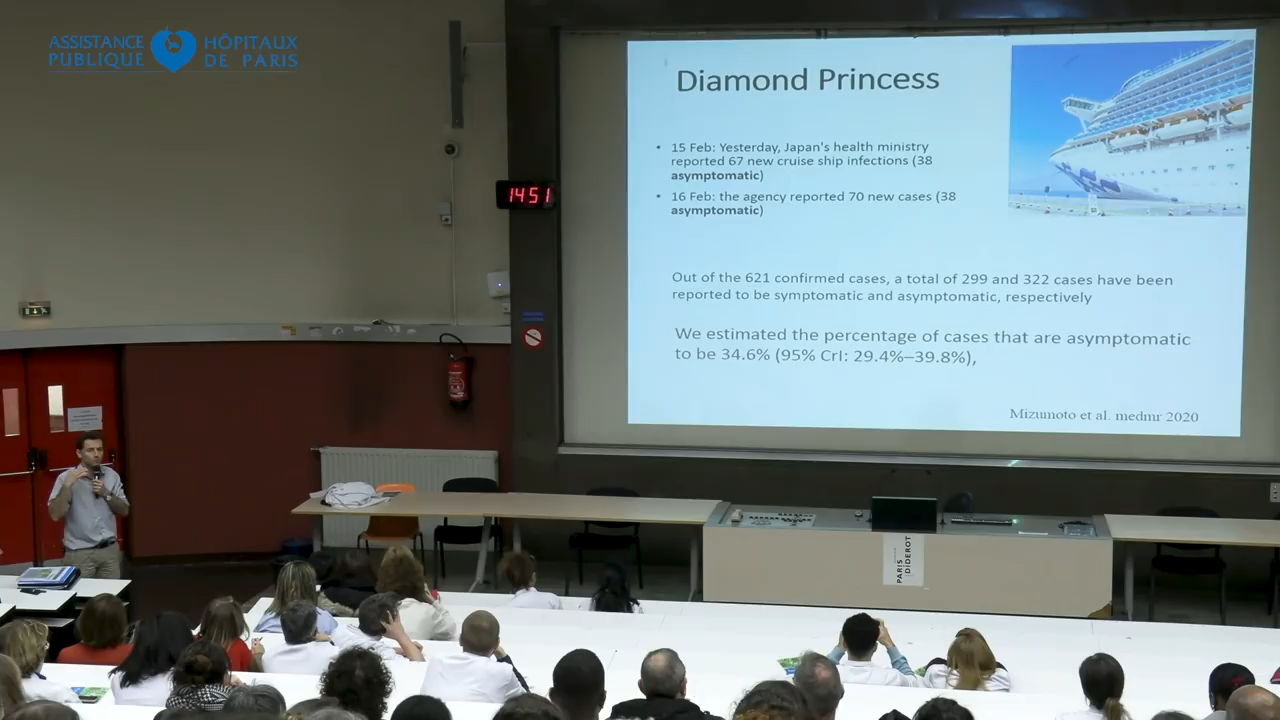 ASSISTANCE HÔPITAUX
PUBLIQUE DE PARIS
Diamond Princess
• 15 Feb: Yesterday, Japan's health ministry
reported 67 new cruise ship infections (38
asymptomatic)
• 16 Feb: the agency reported 70 new cases (38
asymptomatic)
14 51
Out of the 621 confirmed cases, a total of 299 and 322 cases have been
reported to be symptomatic and asymptomatic, respectively
We estimated the percentage of cases that are asymptomatic
to be 34.6% (95% CrI: 29.4%–39.8%),
Mizumoto et al. medmr 2020
PARIS
DIDEROT